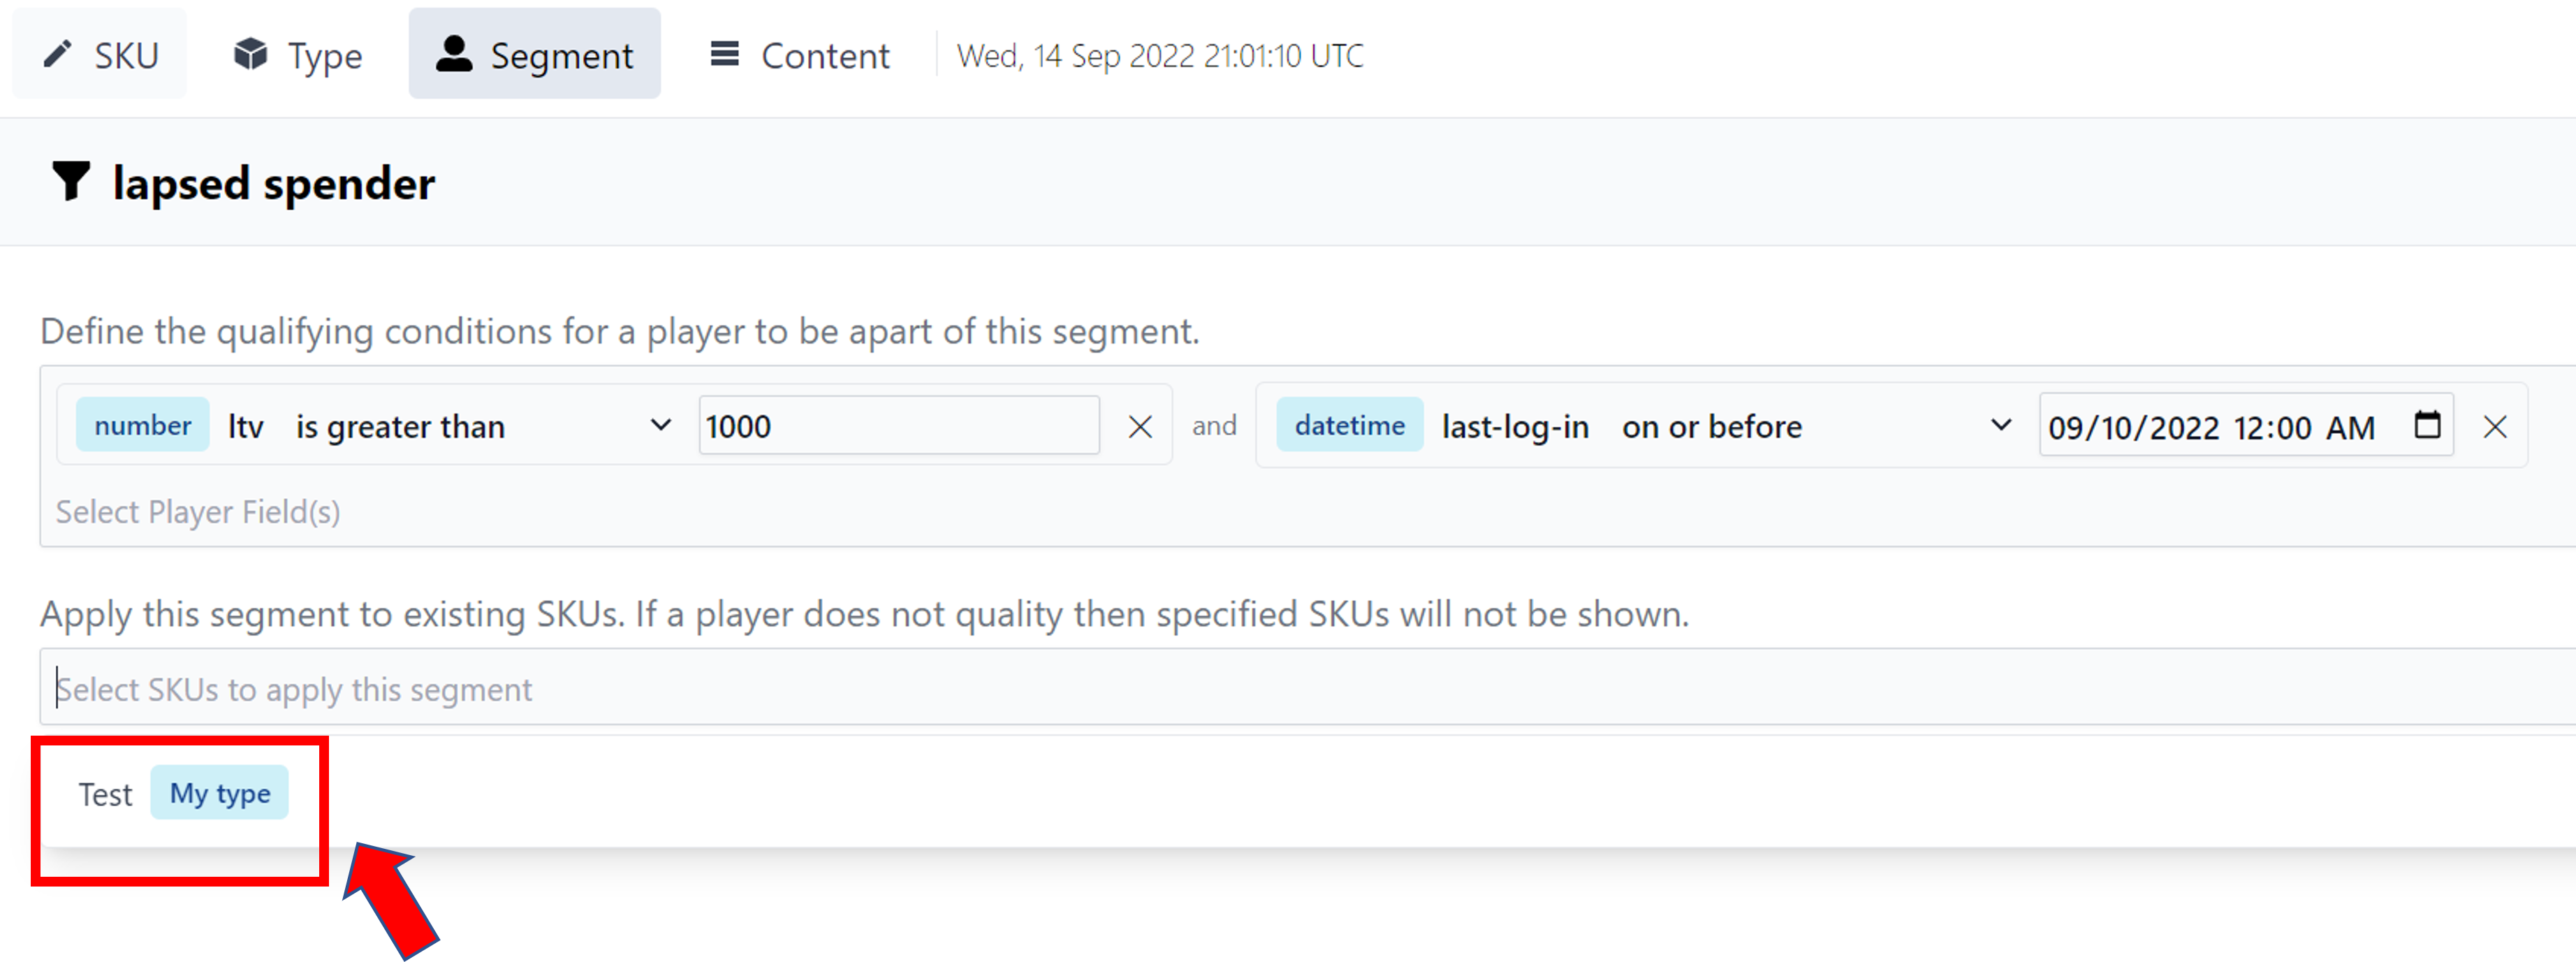 SKU Type Segment Content Wed, 14 Sep 2022 21:01:10 UTC
lapsed spender
Define the qualifying conditions for a player to be apart of this segment.
number ltv is greater than 1000 and datetime last-log-in on or before 09/10/2022 12:00 AM
Select Player Field(s)
Apply this segment to existing SKUs. If a player does not quality then specified SKUs will not be shown.
Select SKUs to apply this segment
Test My type